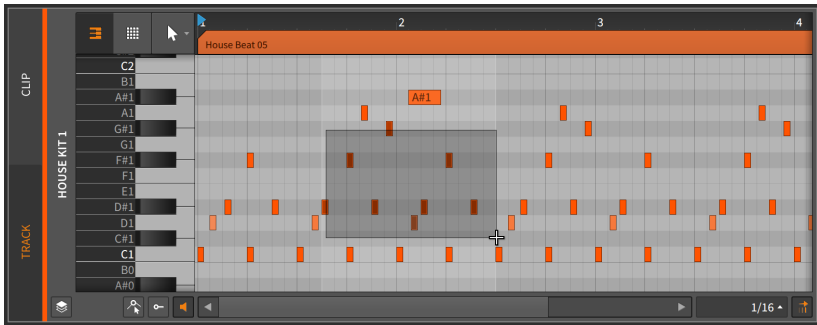 CLIP
TRACK
HOUSE KIT 1
1 2 3 4
House Beat 05
C2
B1
A#1
A#1
A1
G#1
G1
F#1
F1
E1
D#1
D1
C#1
C1
B0
A#0
1/16